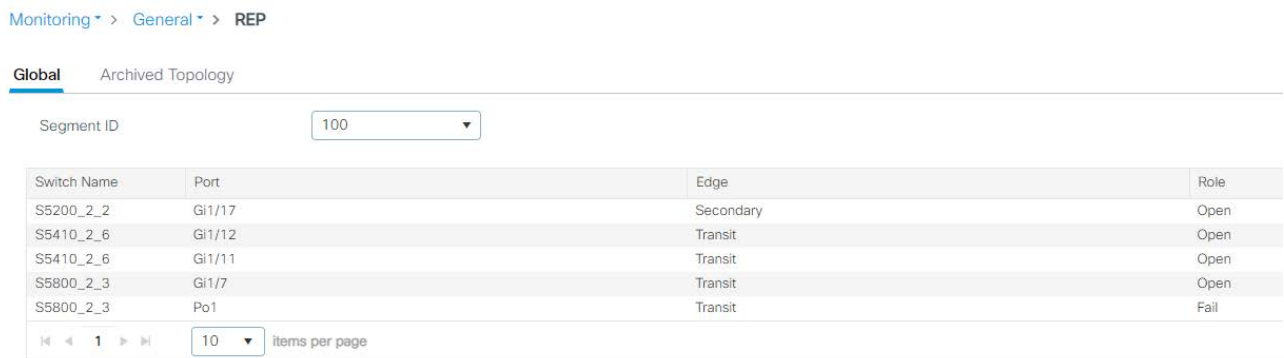 Monitoring > General > REP
Global Archived Topology
Segment ID 100
Switch Name Port Edge Role
S5200_2_2 Gi1/17 Secondary Open
S5410_2_6 Gi1/12 Transit Open
S5410_2_6 Gi1/11 Transit Open
S5800_2_3 Gi1/7 Transit Open
S5800_2_3 Po1 Transit Fail
1 10 items per page